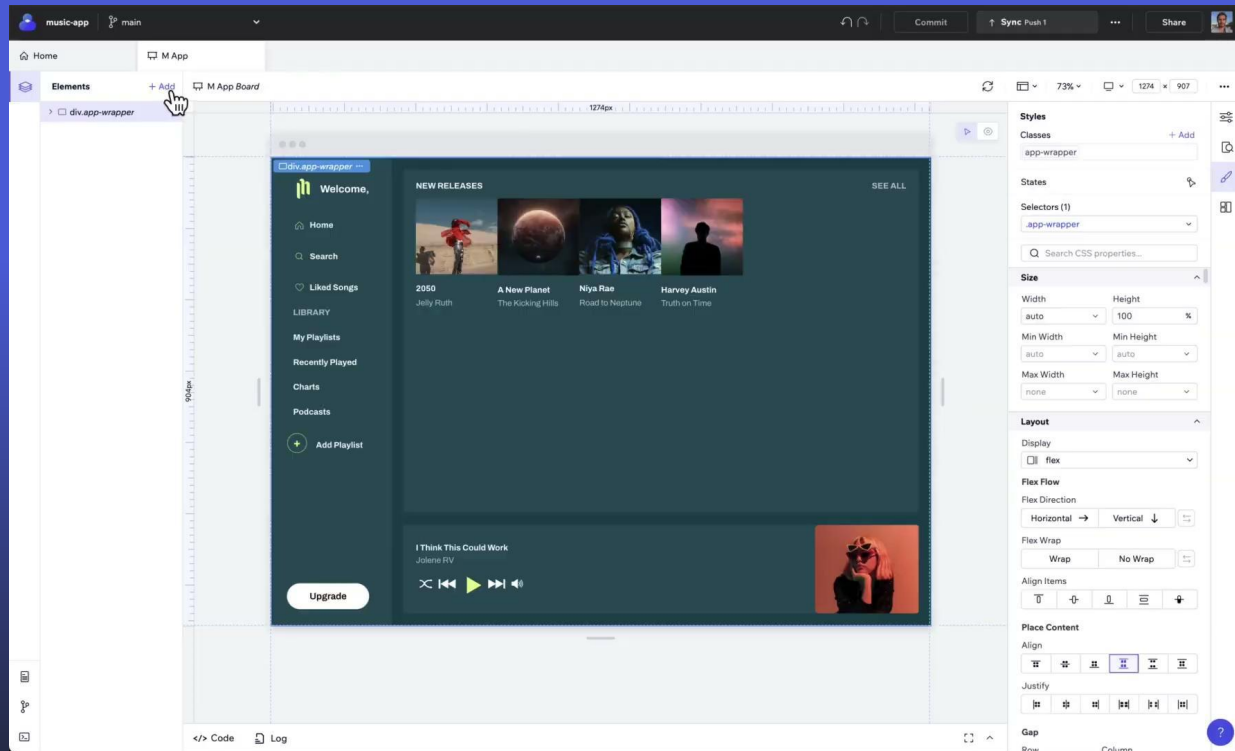 music-app
main
Commit
↑ Sync Push 1
Share
Home
M App
Elements
+ Add
M App Board
73%
1274 × 907
div.app-wrapper
1274px
904px
div.app-wrapper
Welcome,
Home
Search
Liked Songs
LIBRARY
My Playlists
Recently Played
Charts
Podcasts
+ Add Playlist
Upgrade
NEW RELEASES
SEE ALL
2050
Jelly Ruth
A New Planet
The Kicking Hills
Niya Rae
Road to Neptune
Harvey Austin
Truth on Time
I Think This Could Work
Jolene RV
</> Code
Log
Styles
Classes
+ Add
app-wrapper
States
Selectors (1)
.app-wrapper
Search CSS properties...
Size
Width Height
auto 100 %
Min Width Min Height
auto auto
Max Width Max Height
none none
Layout
Display
flex
Flex Flow
Flex Direction
Horizontal → Vertical ↓
Flex Wrap
Wrap No Wrap
Align Items
Place Content
Align
Justify
Gap
Row Column
?